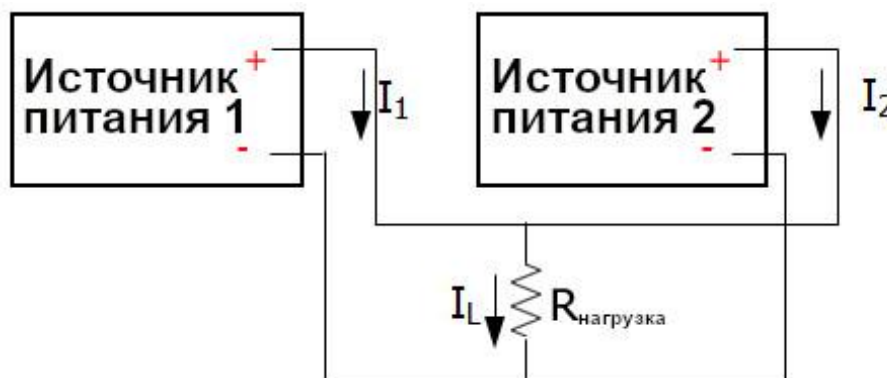 Источник +
питания 1
-
I1
Источник +
питания 2
-
I2
IL
Rнагрузка